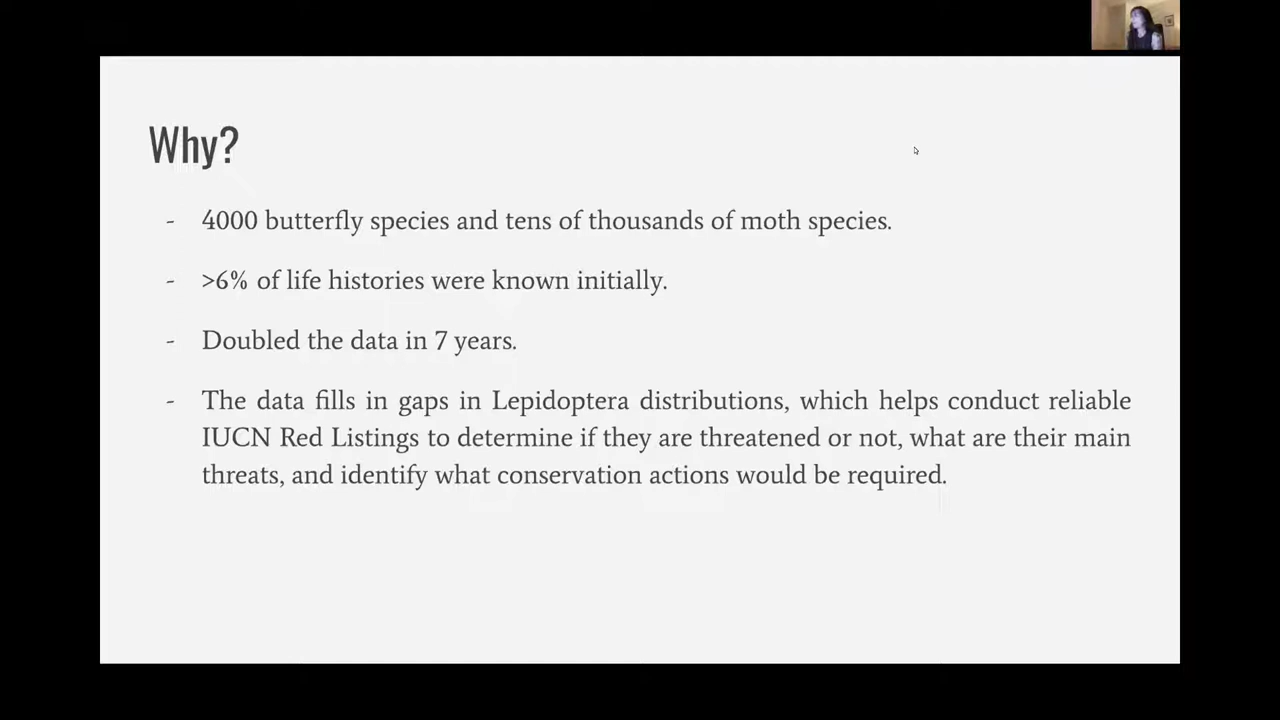 Why?
- 4000 butterfly species and tens of thousands of moth species.
- >6% of life histories were known initially.
- Doubled the data in 7 years.
- The data fills in gaps in Lepidoptera distributions, which helps conduct reliable
IUCN Red Listings to determine if they are threatened or not, what are their main
threats, and identify what conservation actions would be required.